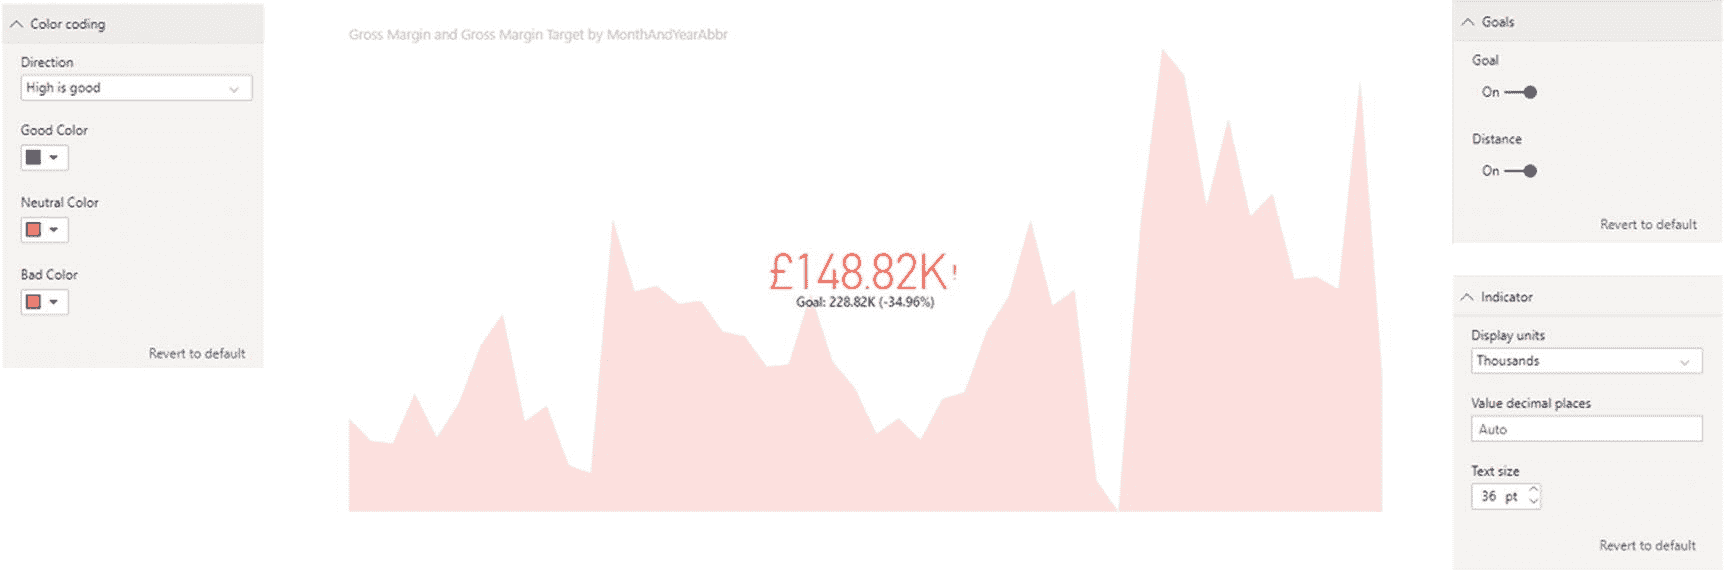 Color coding
Direction
High is good
Good Color
Neutral Color
Bad Color
Revert to default
Gross Margin and Gross Margin Target by MonthAndYearAbbr
£148.82K!
Goal: 228.82K (-34.96%)
Goals
Goal
On
Distance
On
Revert to default
Indicator
Display units
Thousands
Value decimal places
Auto
Text size
36 pt
Revert to default